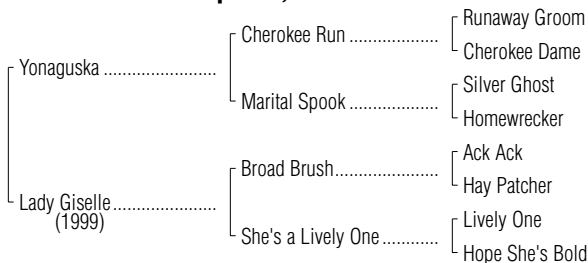 Runaway Groom
Cherokee Run ....................
Cherokee Dame
Yonaguska .........................
Silver Ghost
Marital Spook ....................
Homewrecker
Ack Ack
Broad Brush.......................
Hay Patcher
Lady Giselle.......................
(1999)
Lively One
She's a Lively One ............
Hope She's Bold